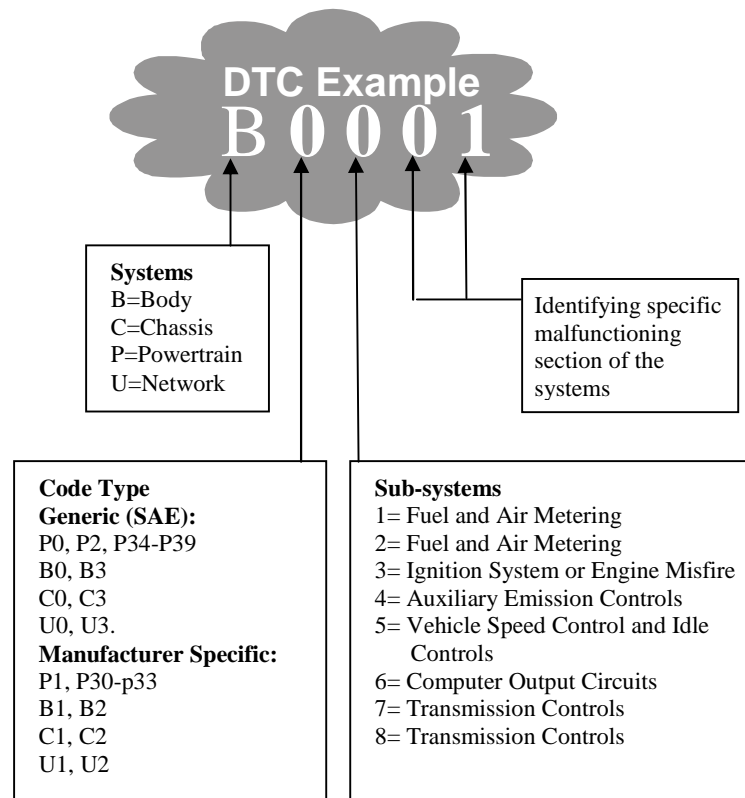 DTC Example
B 0 0 0 1
Systems
B=Body
C=Chassis
P=Powertrain
U=Network
Identifying specific
malfunctioning
section of the
systems
Code Type
Generic (SAE):
P0, P2, P34-P39
B0, B3
C0, C3
U0, U3.
Manufacturer Specific:
P1, P30-p33
B1, B2
C1, C2
U1, U2
Sub-systems
1= Fuel and Air Metering
2= Fuel and Air Metering
3= Ignition System or Engine Misfire
4= Auxiliary Emission Controls
5= Vehicle Speed Control and Idle
Controls
6= Computer Output Circuits
7= Transmission Controls
8= Transmission Controls